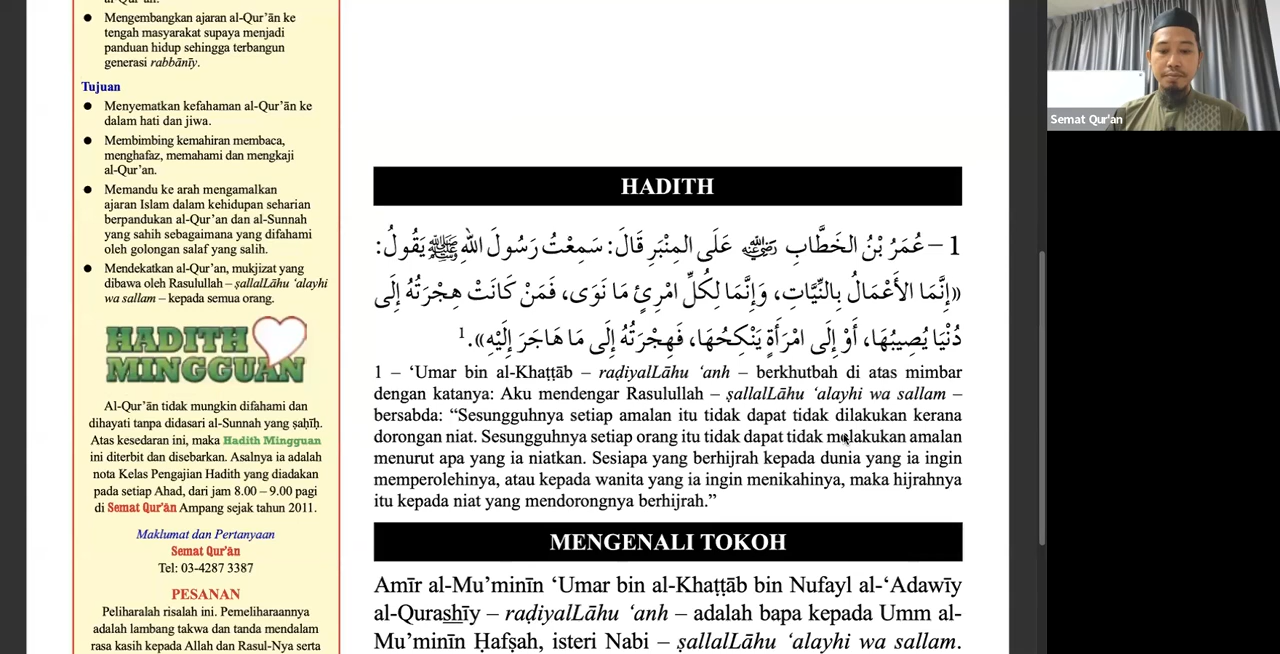 al-Qur'ān.
● Mengembangkan ajaran al-Qur'ān ke
tengah masyarakat supaya menjadi
panduan hidup sehingga terbangun
generasi rabbāniy.
Tujuan
● Menyematkan kefahaman al-Qur'ān ke
dalam hati dan jiwa.
● Membimbing kemahiran membaca,
menghafaz, memahami dan mengkaji
al-Qur'an.
● Memandu ke arah mengamalkan
ajaran Islam dalam kehidupan seharian
berpandukan al-Qur'an dan al-Sunnah
yang sahih sebagaimana yang difahami
oleh golongan salaf yang salih.
● Mendekatkan al-Qur'an, mukjizat yang
dibawa oleh Rasulullah – ṣallalLāhu ‘alayhi
wa sallam – kepada semua orang.
HADITH
MINGGUAN
Al-Qur'ān tidak mungkin difahami dan
dihayati tanpa didasari al-Sunnah yang ṣaḥīḥ.
Atas kesedaran ini, maka Hadith Mingguan
ini diterbit dan disebarkan. Asalnya ia adalah
nota Kelas Pengajian Hadith yang diadakan
pada setiap Ahad, dari jam 8.00 – 9.00 pagi
di Semat Qur'ān Ampang sejak tahun 2011.
Maklumat dan Pertanyaan
Semat Qur'ān
Tel: 03-4287 3387
PESANAN
Peliharalah risalah ini. Pemeliharaannya
adalah lambang takwa dan tanda mendalam
rasa kasih kepada Allah dan Rasul-Nya serta
HADITH
1 – عُمَرُ بْنُ الخَطَّابِ ﵁ عَلَى المِنْبَرِ قَالَ: سَمِعْتُ رَسُولَ اللهِ ﷺ يَقُولُ:
«إِنَّمَا الأَعْمَالُ بِالنِّيَّاتِ، وَإِنَّمَا لِكُلِّ امْرِئٍ مَا نَوَى، فَمَنْ كَانَتْ هِجْرَتُهُ إِلَى
دُنْيَا يُصِيبُهَا، أَوْ إِلَى امْرَأَةٍ يَنْكِحُهَا، فَهِجْرَتُهُ إِلَى مَا هَاجَرَ إِلَيْهِ».1
1 – ‘Umar bin al-Khaṭṭāb – raḍiyalLāhu ‘anh – berkhutbah di atas mimbar
dengan katanya: Aku mendengar Rasulullah – ṣallalLāhu ‘alayhi wa sallam –
bersabda: “Sesungguhnya setiap amalan itu tidak dapat tidak dilakukan kerana
dorongan niat. Sesungguhnya setiap orang itu tidak dapat tidak melakukan amalan
menurut apa yang ia niatkan. Sesiapa yang berhijrah kepada dunia yang ia ingin
memperolehinya, atau kepada wanita yang ia ingin menikahinya, maka hijrahnya
itu kepada niat yang mendorongnya berhijrah.”
MENGENALI TOKOH
Amīr al-Mu’minīn ‘Umar bin al-Khaṭṭāb bin Nufayl al-‘Adawīy
al-Qurashīy – raḍiyalLāhu ‘anh – adalah bapa kepada Umm al-
Mu’minīn Ḥafṣah, isteri Nabi – ṣallalLāhu ‘alayhi wa sallam.
Semat Qur'an